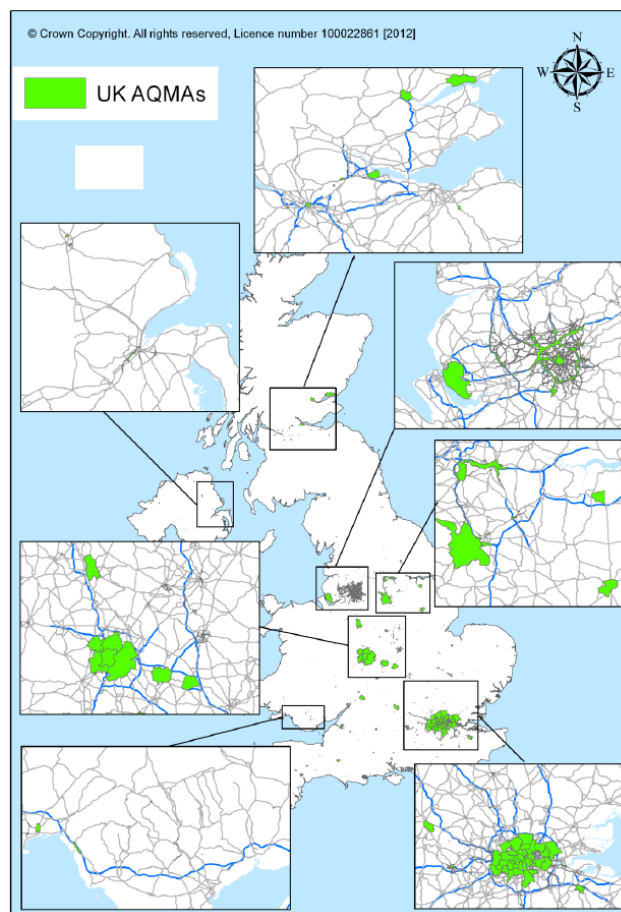 © Crown Copyright. All rights reserved, Licence number 100022861 [2012]
N
W E
S
UK AQMAs